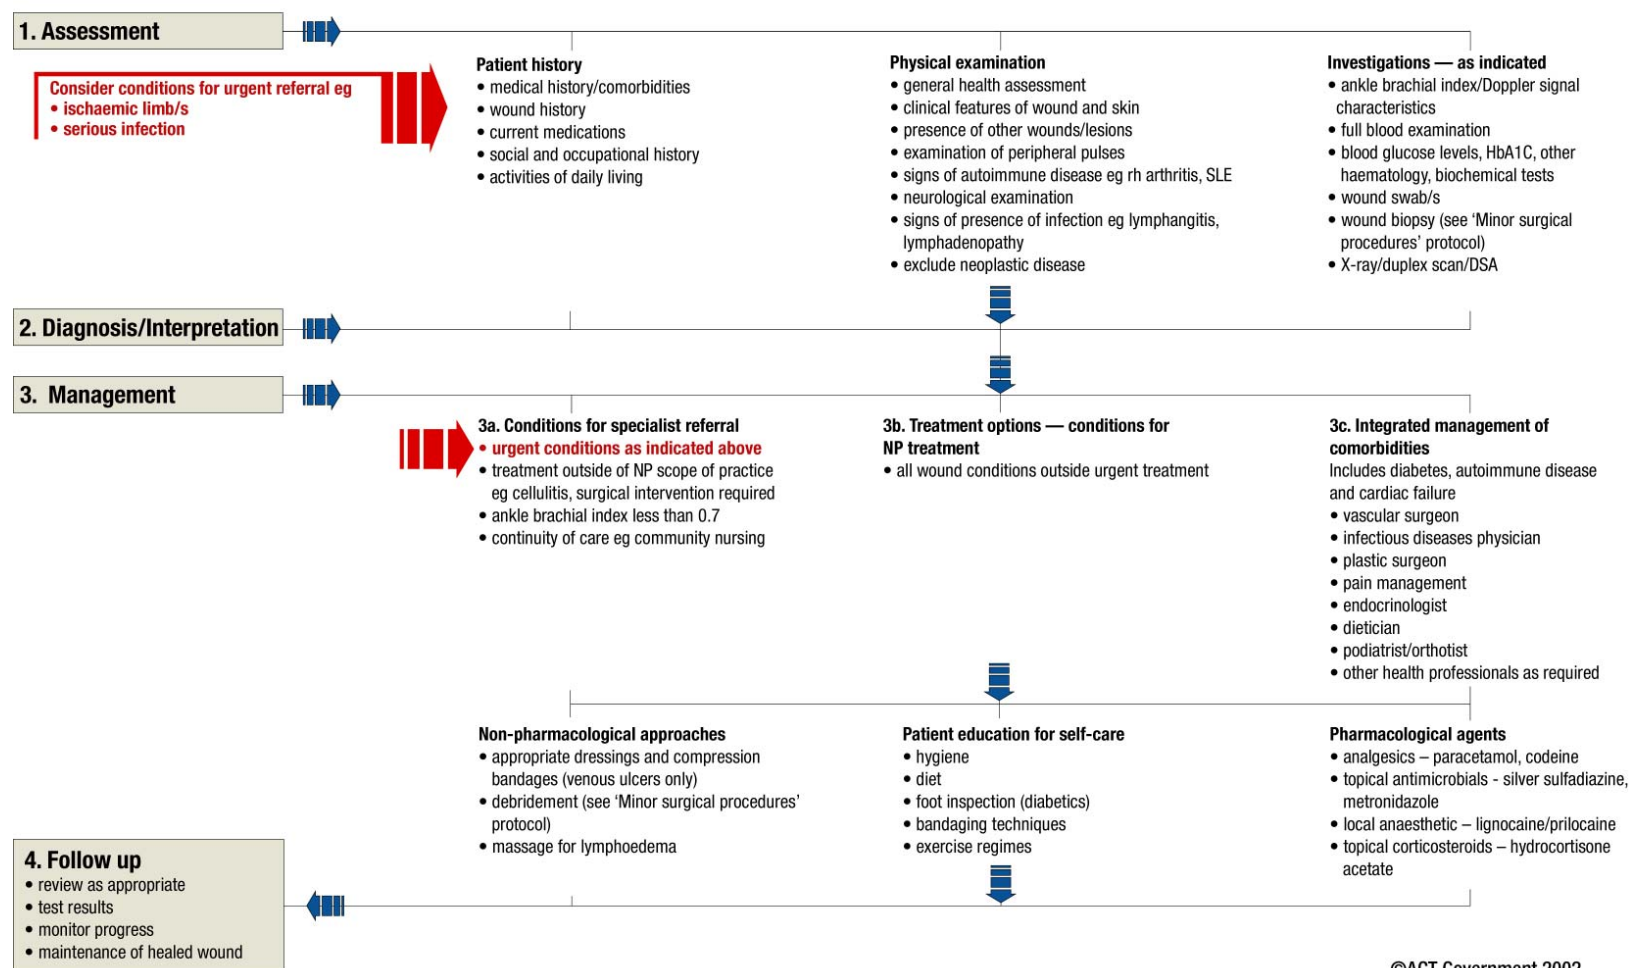 1. Assessment
Consider conditions for urgent referral eg
• ischaemic limb/s
• serious infection
Patient history
• medical history/comorbidities
• wound history
• current medications
• social and occupational history
• activities of daily living
Physical examination
• general health assessment
• clinical features of wound and skin
• presence of other wounds/lesions
• examination of peripheral pulses
• signs of autoimmune disease eg rh arthritis, SLE
• neurological examination
• signs of presence of infection eg lymphangitis,
lymphadenopathy
• exclude neoplastic disease
Investigations — as indicated
• ankle brachial index/Doppler signal
characteristics
• full blood examination
• blood glucose levels, HbA1C, other
haematology, biochemical tests
• wound swab/s
• wound biopsy (see ‘Minor surgical
procedures’ protocol)
• X-ray/duplex scan/DSA
2. Diagnosis/Interpretation
3. Management
3a. Conditions for specialist referral
• urgent conditions as indicated above
• treatment outside of NP scope of practice
eg cellulitis, surgical intervention required
• ankle brachial index less than 0.7
• continuity of care eg community nursing
3b. Treatment options — conditions for
NP treatment
• all wound conditions outside urgent treatment
3c. Integrated management of
comorbidities
Includes diabetes, autoimmune disease
and cardiac failure
• vascular surgeon
• infectious diseases physician
• plastic surgeon
• pain management
• endocrinologist
• dietician
• podiatrist/orthotist
• other health professionals as required
Non-pharmacological approaches
• appropriate dressings and compression
bandages (venous ulcers only)
• debridement (see ‘Minor surgical procedures’
protocol)
• massage for lymphoedema
Patient education for self-care
• hygiene
• diet
• foot inspection (diabetics)
• bandaging techniques
• exercise regimes
Pharmacological agents
• analgesics – paracetamol, codeine
• topical antimicrobials - silver sulfadiazine,
metronidazole
• local anaesthetic – lignocaine/prilocaine
• topical corticosteroids – hydrocortisone
acetate
4. Follow up
• review as appropriate
• test results
• monitor progress
• maintenance of healed wound
©ACT Government 2002